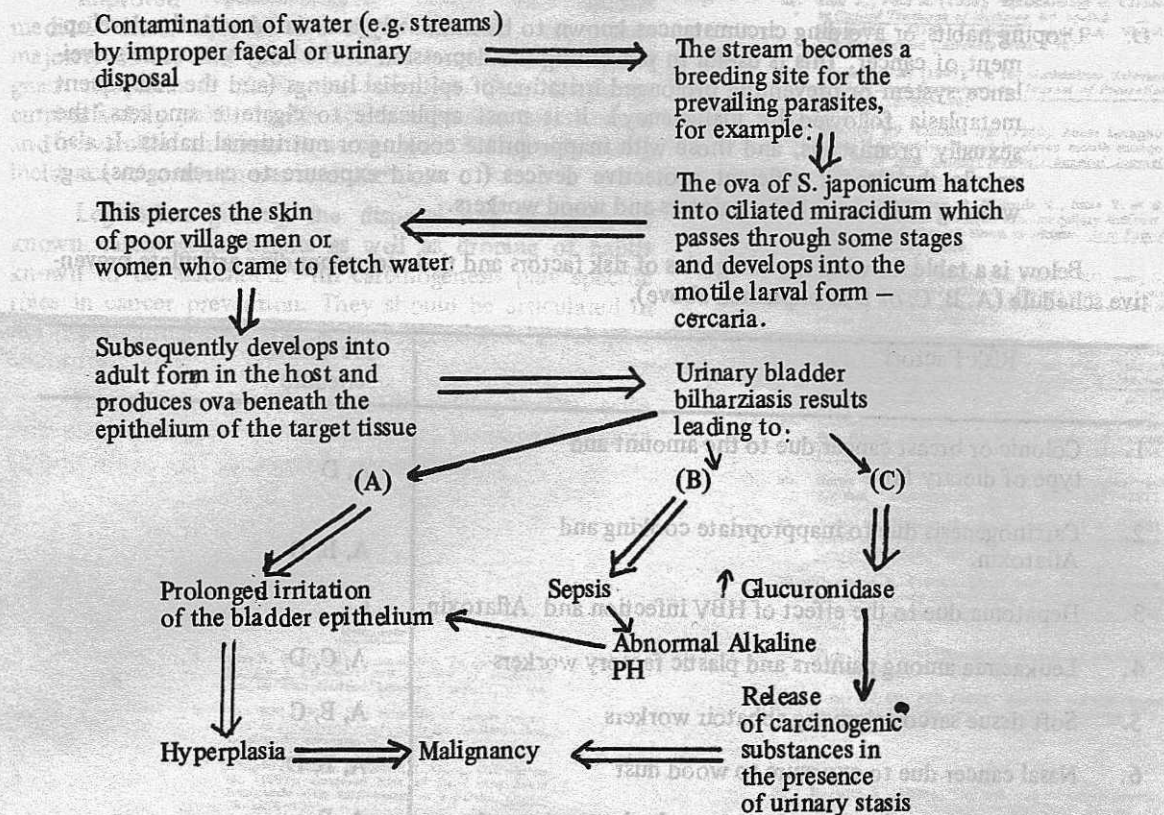 Contamination of water (e.g. streams)
by improper faecal or urinary
disposal
The stream becomes a
breeding site for the
prevailing parasites,
for example:
The ova of S. japonicum hatches
into ciliated miracidium which
passes through some stages
and develops into the
motile larval form —
cercaria.
This pierces the skin
of poor village men or
women who came to fetch water.
Subsequently develops into
adult form in the host and
produces ova beneath the
epithelium of the target tissue
Urinary bladder
bilharziasis results
leading to.
(A)
(B)
(C)
Prolonged irritation
of the bladder epithelium
Sepsis
↑ Glucuronidase
Abnormal Alkaline
PH
Release
of carcinogenic
substances in
the presence
of urinary stasis
Hyperplasia
Malignancy